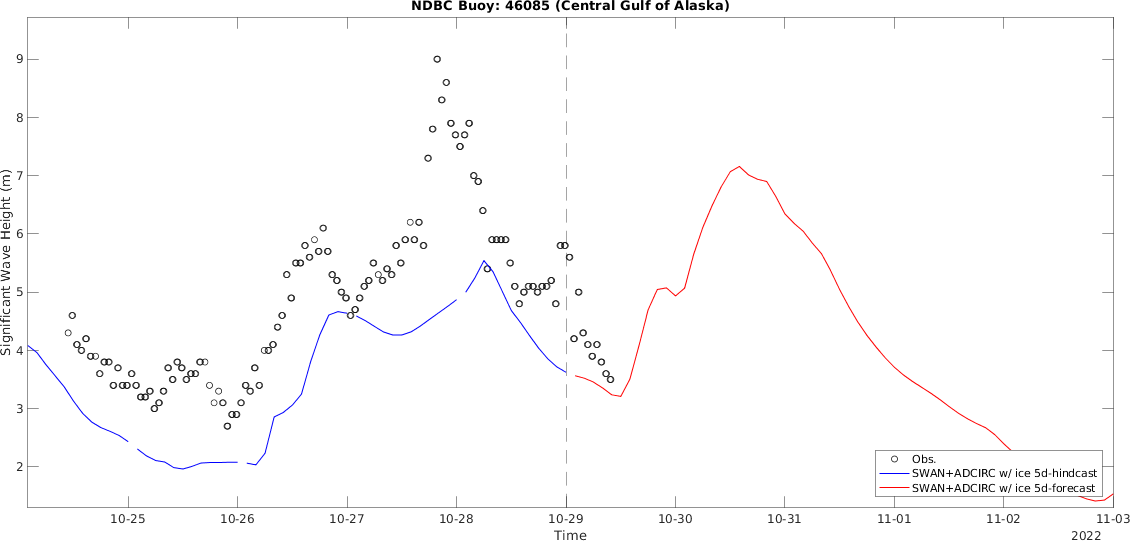 NDBC Buoy: 46085 (Central Gulf of Alaska)
Significant Wave Height (m)
9
8
7
6
5
4
3
2
Obs.
SWAN+ADCIRC w/ ice 5d-hindcast
SWAN+ADCIRC w/ ice 5d-forecast
10-25 10-26 10-27 10-28 10-29 10-30 10-31 11-01 11-02 11-03
Time
2022